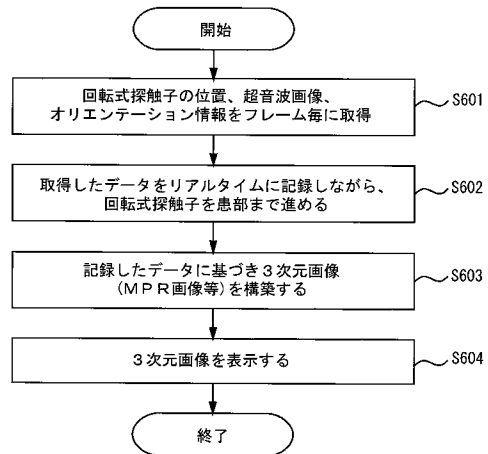 開始
回転式探触子の位置、超音波画像、
オリエンテーション情報をフレーム毎に取得
S601
取得したデータをリアルタイムに記録しながら、
回転式探触子を患部まで進める
S602
記録したデータに基づき3次元画像
(MPR画像等)を構築する
S603
3次元画像を表示する
S604
終了